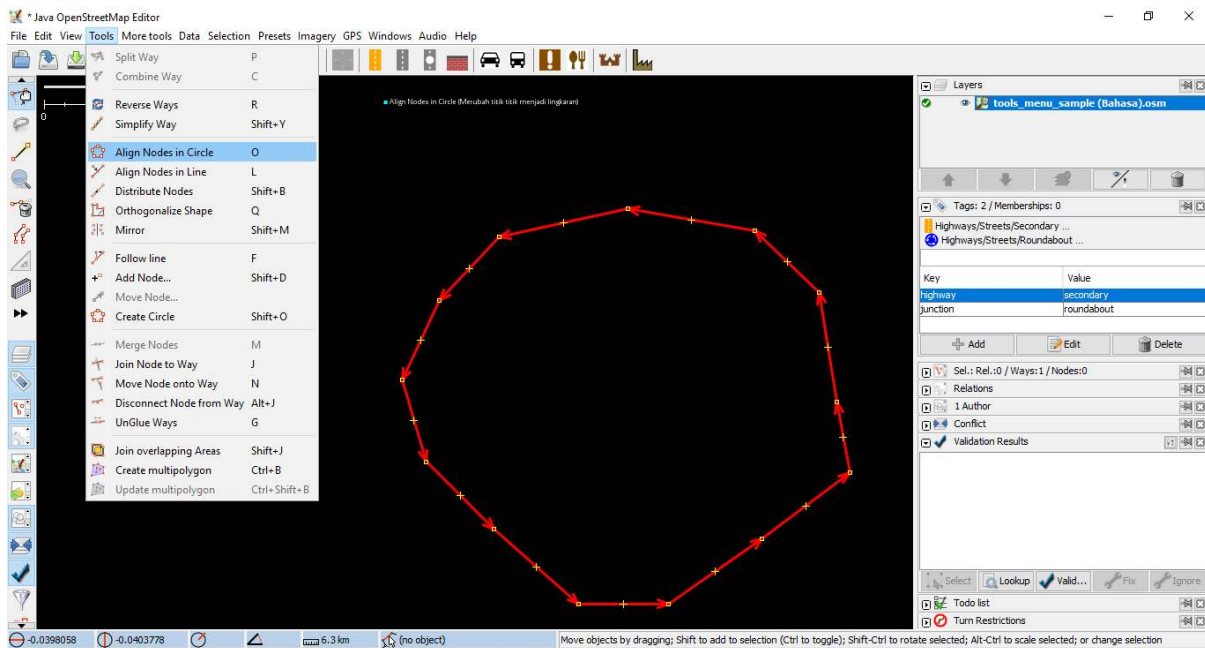 * Java OpenStreetMap Editor
File Edit View Tools More tools Data Selection Presets Imagery GPS Windows Audio Help
Split Way P
Combine Way C
Reverse Ways R
Simplify Way Shift+Y
Align Nodes in Circle O
Align Nodes in Line L
Distribute Nodes Shift+B
Orthogonalize Shape Q
Mirror Shift+M
Follow line F
Add Node... Shift+D
Move Node...
Create Circle Shift+O
Merge Nodes M
Join Node to Way J
Move Node onto Way N
Disconnect Node from Way Alt+J
UnGlue Ways G
Join overlapping Areas Shift+J
Create multipolygon Ctrl+B
Update multipolygon Ctrl+Shift+B
0
Align Nodes in Circle (Merubah titik titik menjadi lingkaran)
Layers
tools_menu_sample (Bahasa).osm
Tags: 2 / Memberships: 0
Highways/Streets/Secondary ...
Highways/Streets/Roundabout ...
Key Value
highway secondary
junction roundabout
Add Edit Delete
Sel.: Rel.:0 / Ways:1 / Nodes:0
Relations
1 Author
Conflict
Validation Results
Select Lookup Valid... Fix Ignore
Todo list
Turn Restrictions
-0.0398058 -0.0403778 6.3 km (no object) Move objects by dragging; Shift to add to selection (Ctrl to toggle); Shift-Ctrl to rotate selected; Alt-Ctrl to scale selected; or change selection